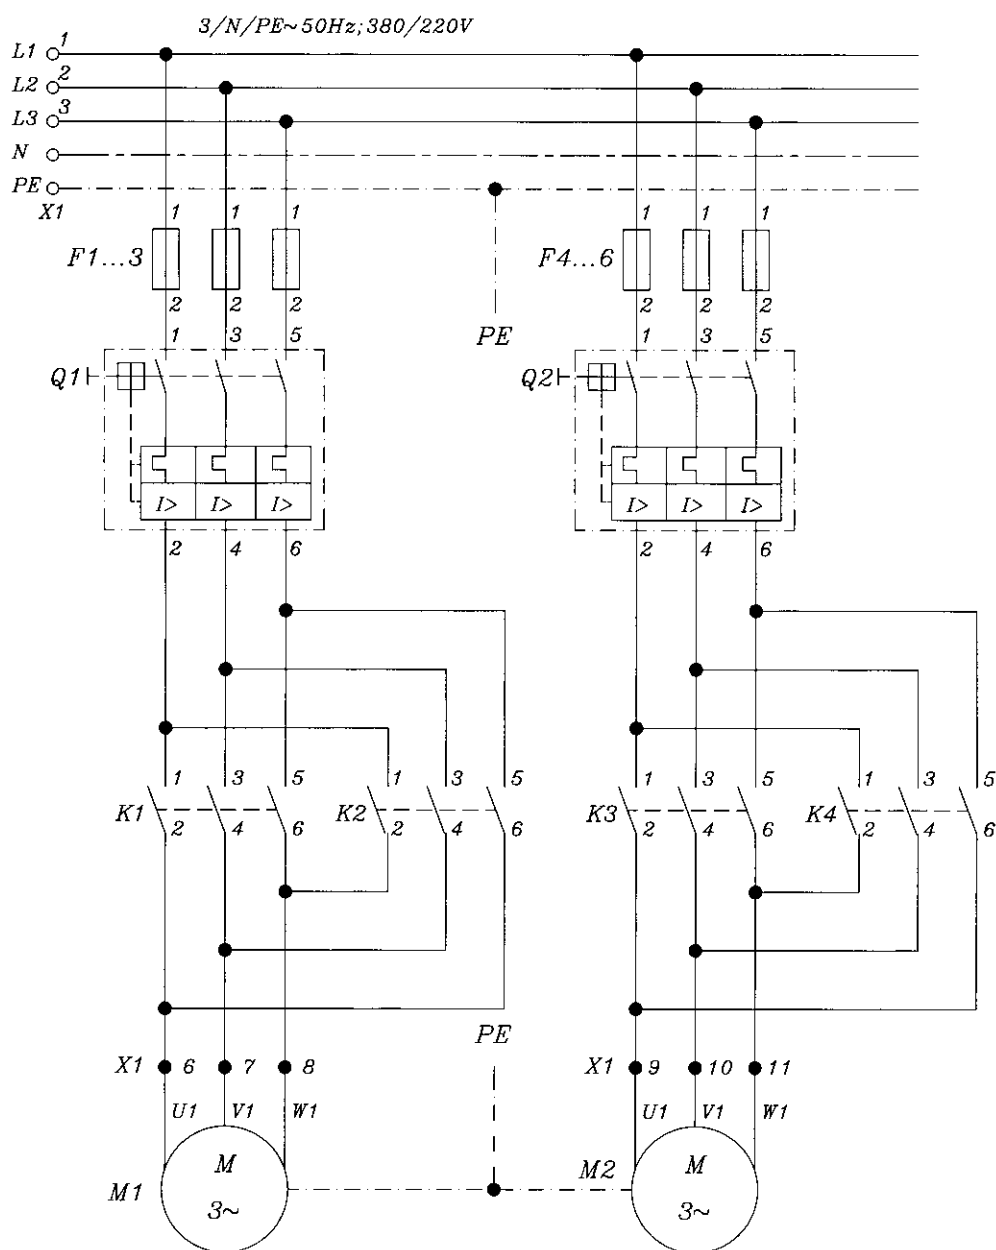 3/N/PE~50Hz; 380/220V
L1 1
L2 2
L3 3
N
PE
X1 1 1 1 1 1 1
F1...3 F4...6
2 2 2 2 2 2
1 3 5 PE 1 3 5
Q1 Q2
I> I> I> I> I> I>
2 4 6 2 4 6
1 3 5 1 3 5 1 3 5 1 3 5
K1 K2 K3 K4
2 4 6 2 4 6 2 4 6 2 4 6
PE
X1 6 7 8 X1 9 10 11
U1 V1 W1 U1 V1 W1
M M2 M
M1
3~ 3~